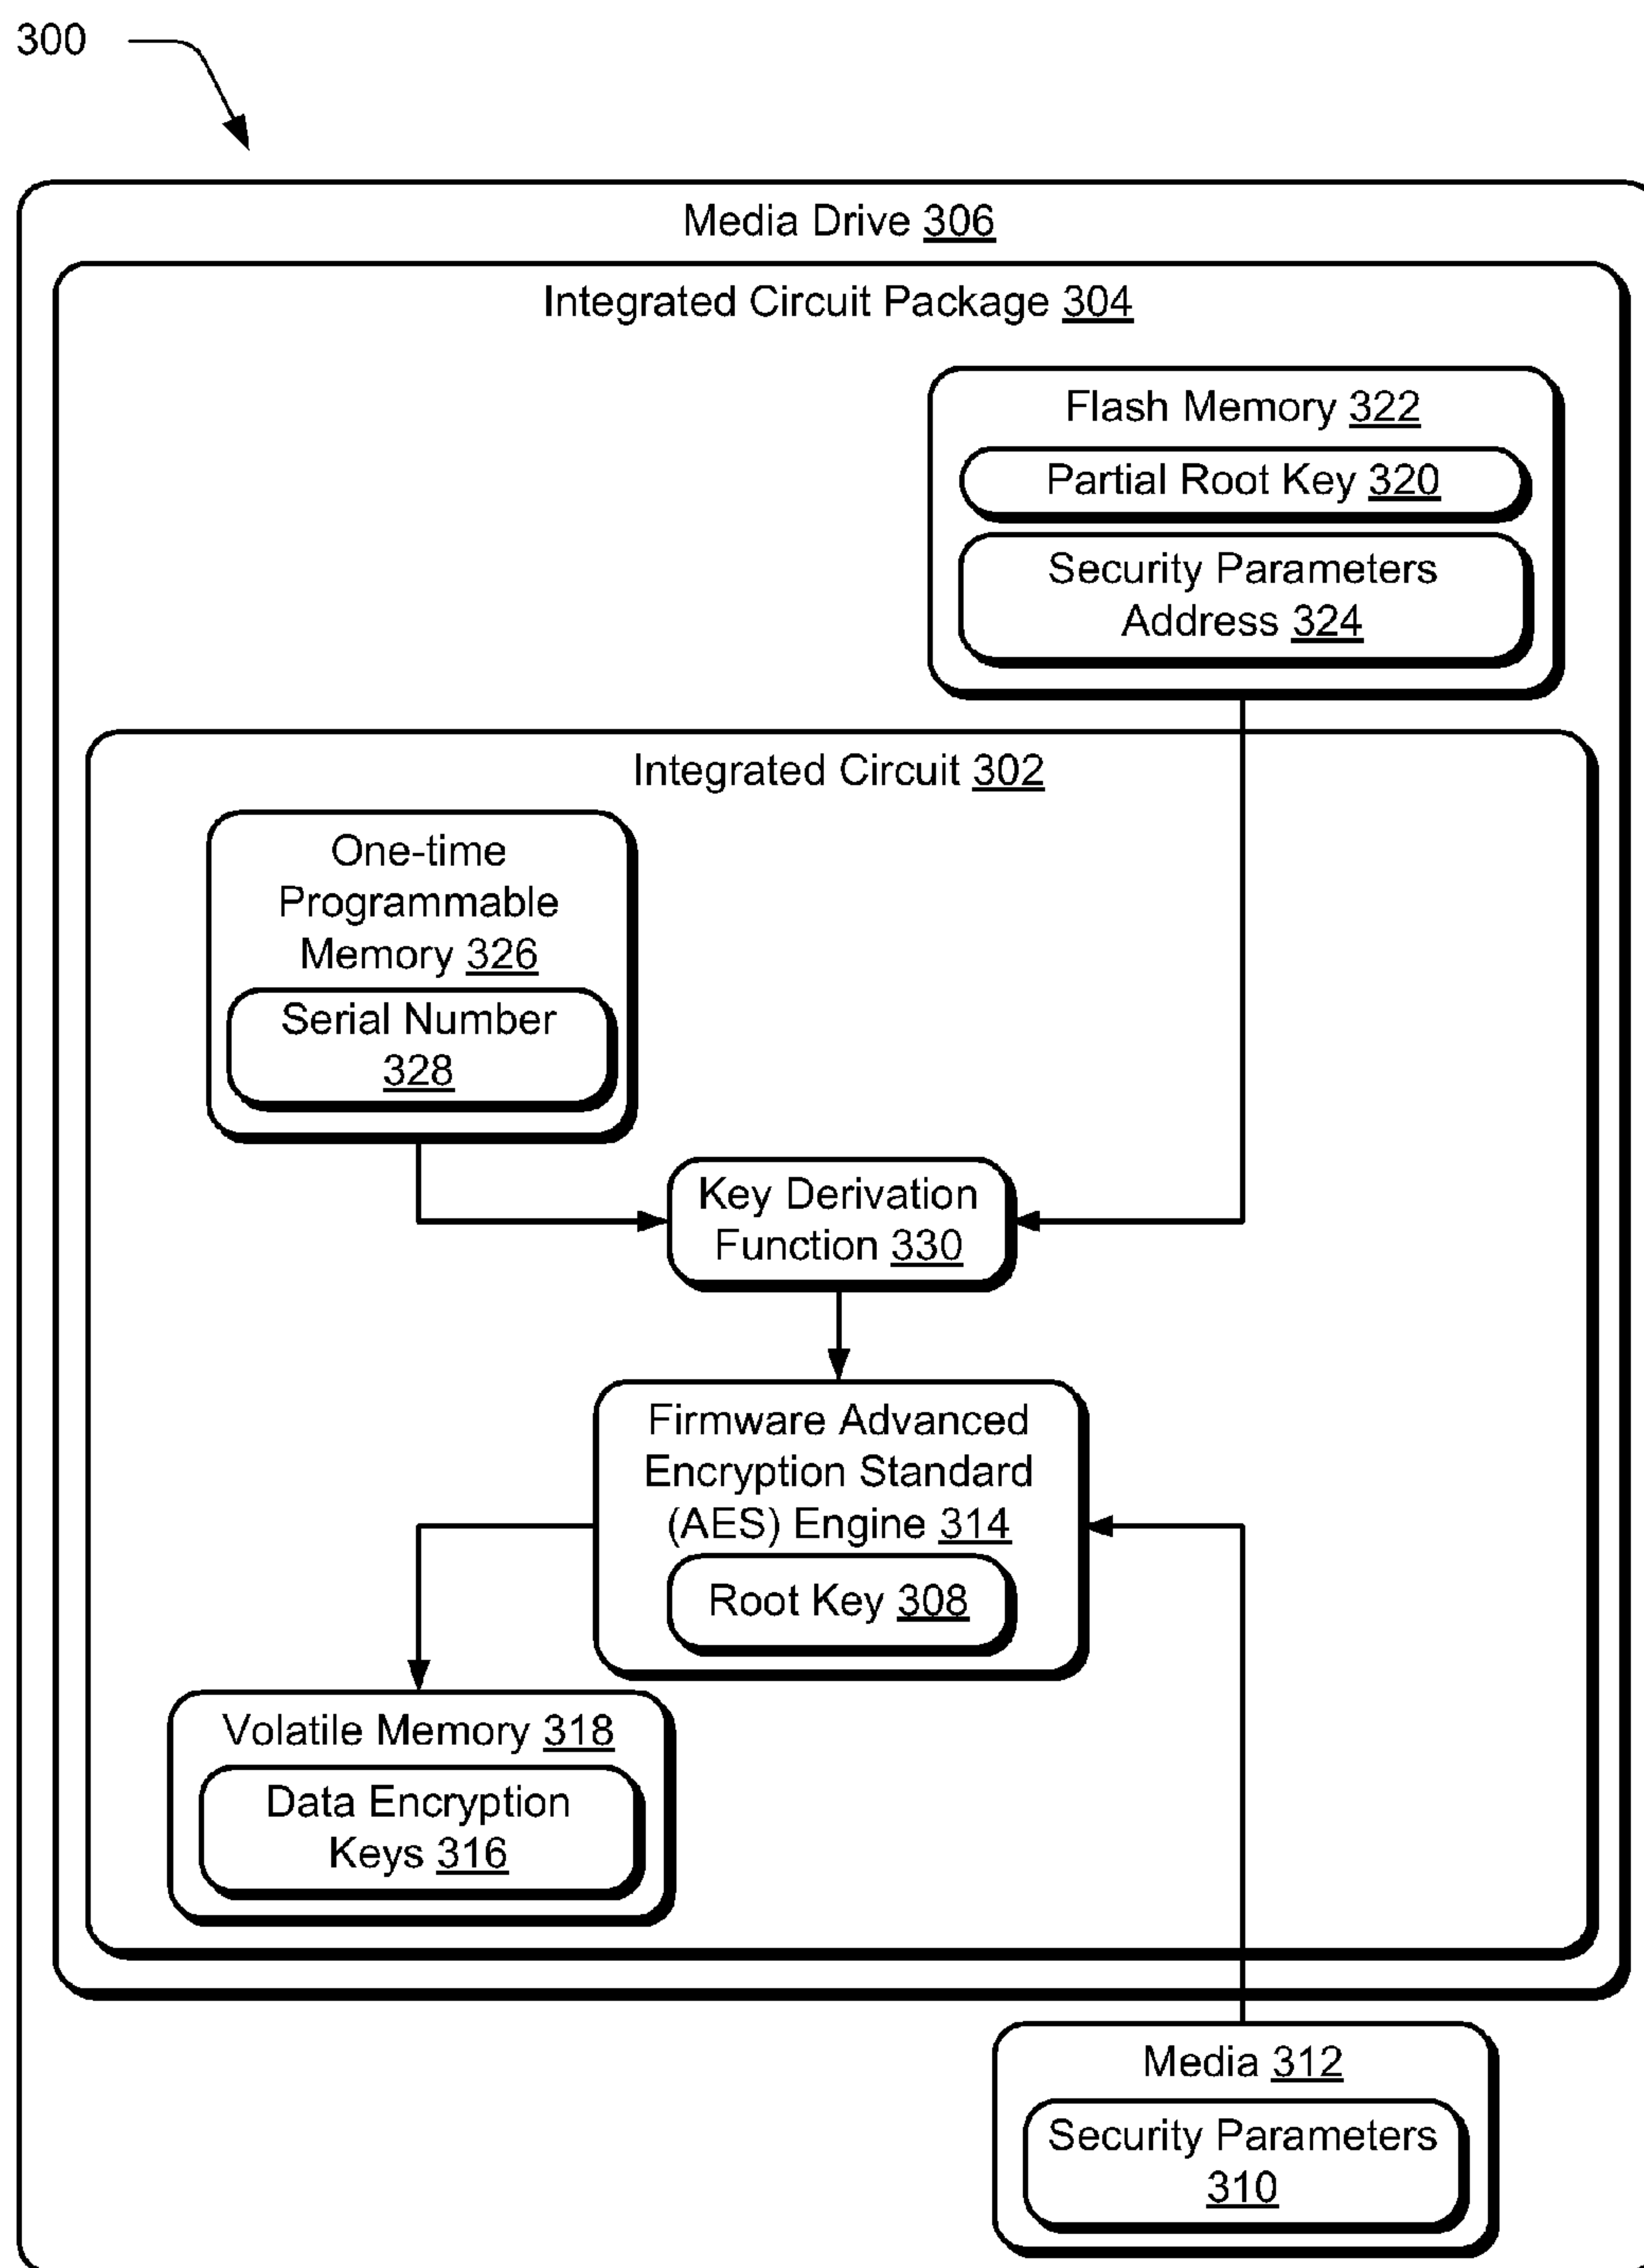 300
Media Drive 306
Integrated Circuit Package 304
Flash Memory 322
Partial Root Key 320
Security Parameters
Address 324
Integrated Circuit 302
One-time
Programmable
Memory 326
Serial Number
328
Key Derivation
Function 330
Firmware Advanced
Encryption Standard
(AES) Engine 314
Root Key 308
Volatile Memory 318
Data Encryption
Keys 316
Media 312
Security Parameters
310